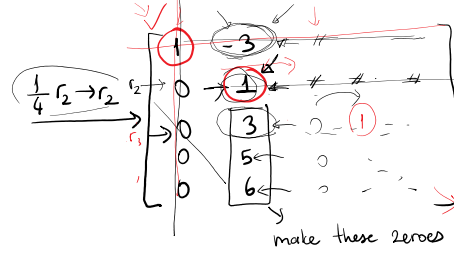 1 -3
1/4 r₂ → r₂ r₂ 0 1
r₃ 0 3 1
0 5
0 6
make these zeroes